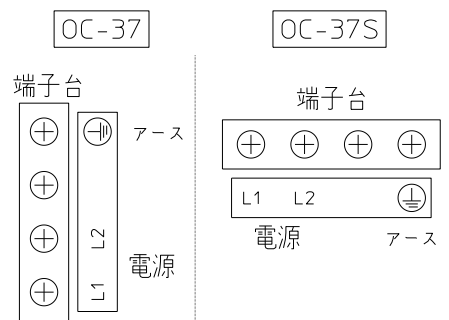 OC-37
端子台
アース
L2
L1
電源
OC-37S
端子台
L1 L2
電源
アース